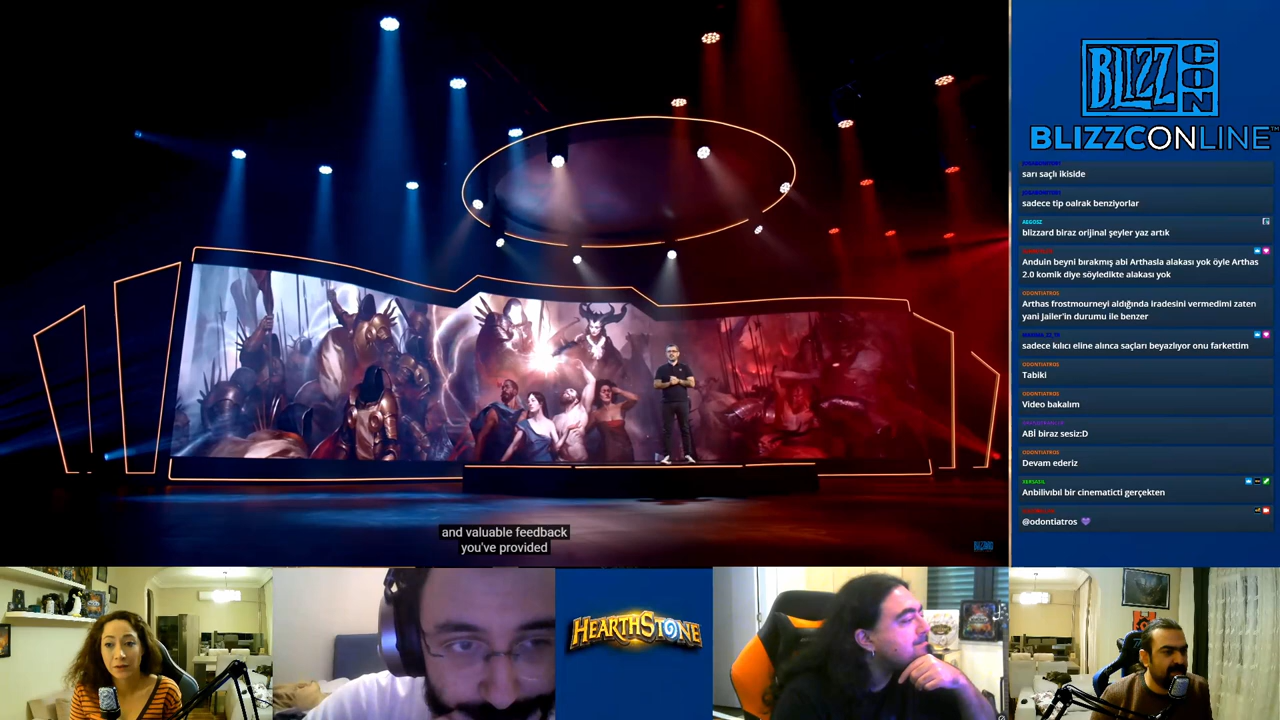 BLIZZ
CON
BLIZZCONLINE
sarı saçlı ikiside
sadece tip oalrak benziyorlar
AEGOSZ
blizzard biraz orijinal şeyler yaz artık
Anduin beyni bırakmış abi Arthasla alakası yok öyle Arthas
2.0 komik diye söyledikte alakası yok
ODONTIATROS
Arthas frostmourneyi aldığında iradesini vermedimi zaten
yani Jaller'in durumu ile benzer
sadece kılıcı eline alınca saçları beyazlıyor onu farkettim
ODONTIATROS
Tabiki
ODONTIATROS
Video bakalım
ABİ biraz sesiz:D
ODONTIATROS
Devam ederiz
Anbilivıbıl bir cinematicti gerçekten
@odontiatros
and valuable feedback
you've provided
BLIZZARD
HEARTHSTONE